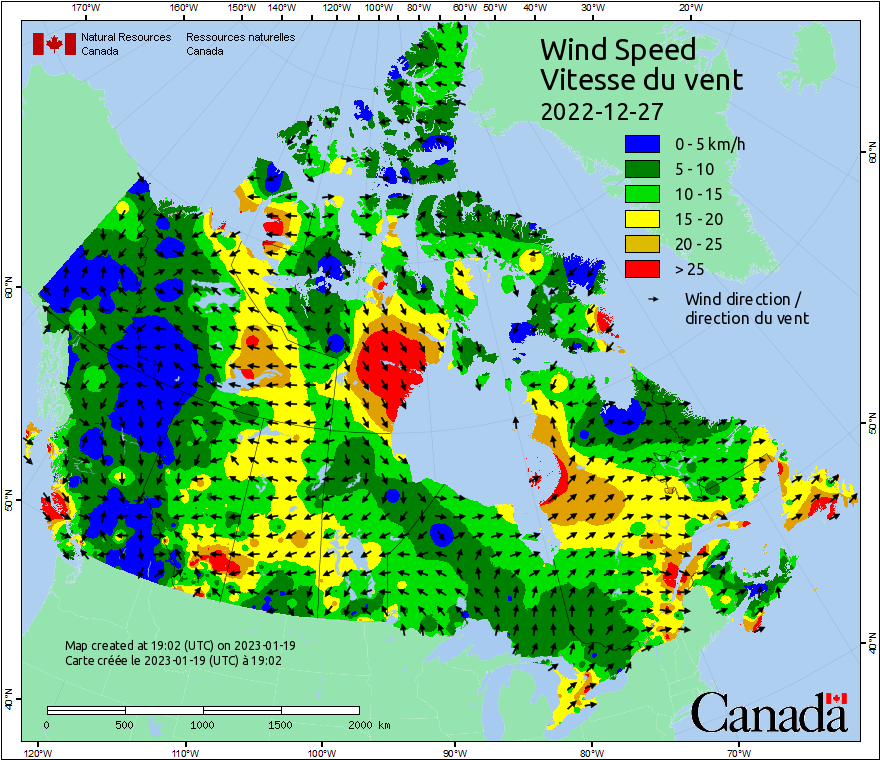 170°W 160°W 150°W 140°W 130°W 120°W 110°W 100°W 90°W 80°W 60°W 50°W 40°W 30°W 20°W
Natural Resources Ressources naturelles
Canada Canada
Wind Speed
Vitesse du vent
2022-12-27
0 - 5 km/h
5 - 10
10 - 15
15 - 20
20 - 25
> 25
Wind direction /
direction du vent
60°N
60°N
50°N
50°N
40°N
40°N
Map created at 19:02 (UTC) on 2023-01-19
Carte créée le 2023-01-19 (UTC) à 19:02
0 500 1000 1500 2000 km
Canada
120°W 110°W 100°W 90°W 80°W 70°W